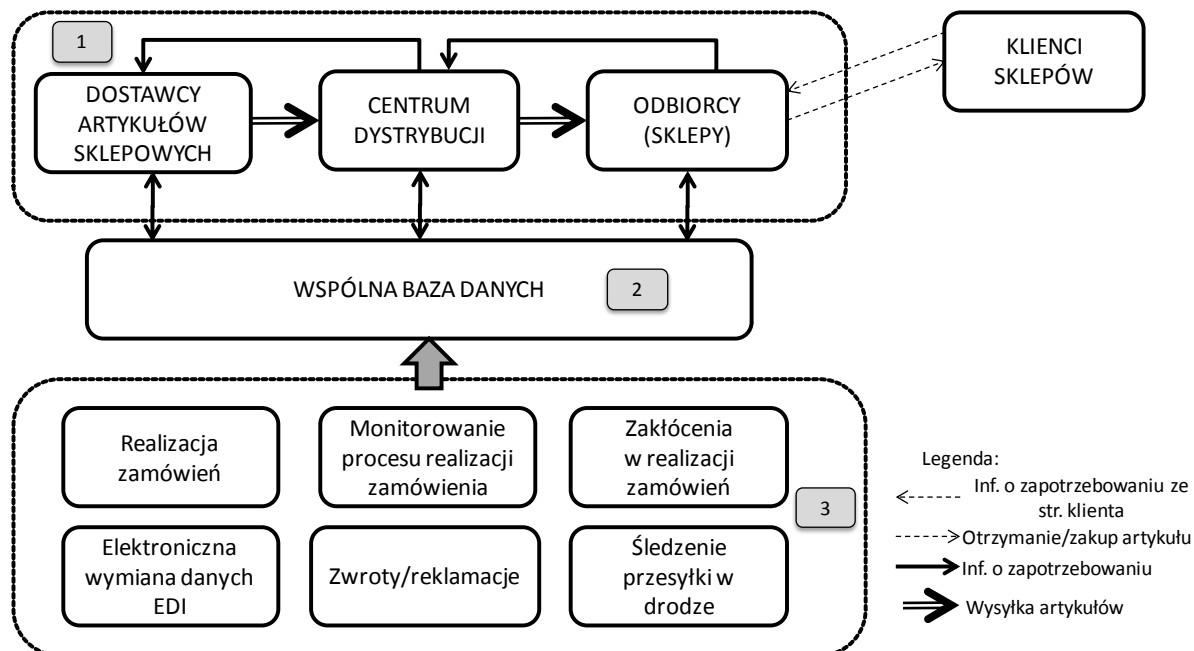 1
DOSTAWCY
ARTYKUŁÓW
SKLEPOWYCH
CENTRUM
DYSTRYBUCJI
ODBIORCY
(SKLEPY)
KLIENCI
SKLEPÓW
WSPÓLNA BAZA DANYCH
2
Realizacja
zamówień
Monitorowanie
procesu realizacji
zamówienia
Zakłócenia
w realizacji
zamówień
3
Elektroniczna
wymiana danych
EDI
Zwroty/reklamacje
Śledzenie
przesyłki w
drodze
Legenda:
Inf. o zapotrzebowaniu ze
str. klienta
Otrzymanie/zakup artykułu
Inf. o zapotrzebowaniu
Wysyłka artykułów